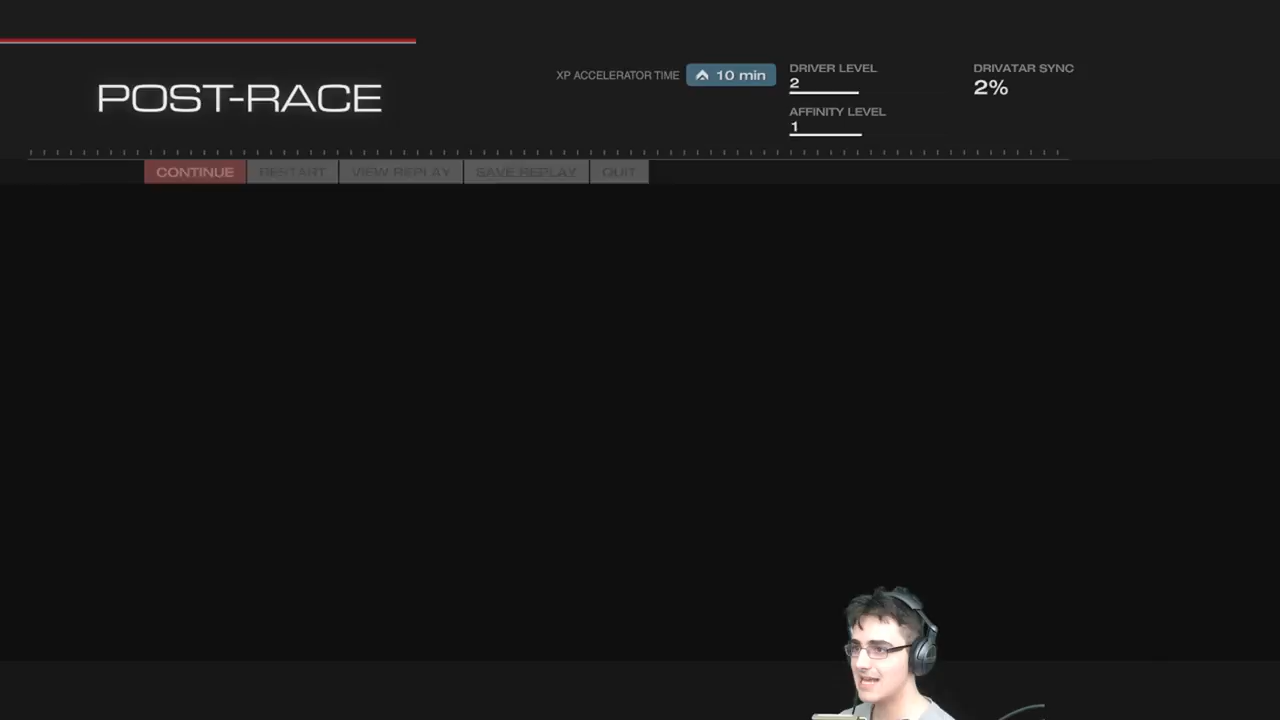 POST-RACE
XP ACCELERATOR TIME 10 min
DRIVER LEVEL
2
AFFINITY LEVEL
1
DRIVATAR SYNC
2%
CONTINUE RESTART VIEW REPLAY SAVE REPLAY QUIT